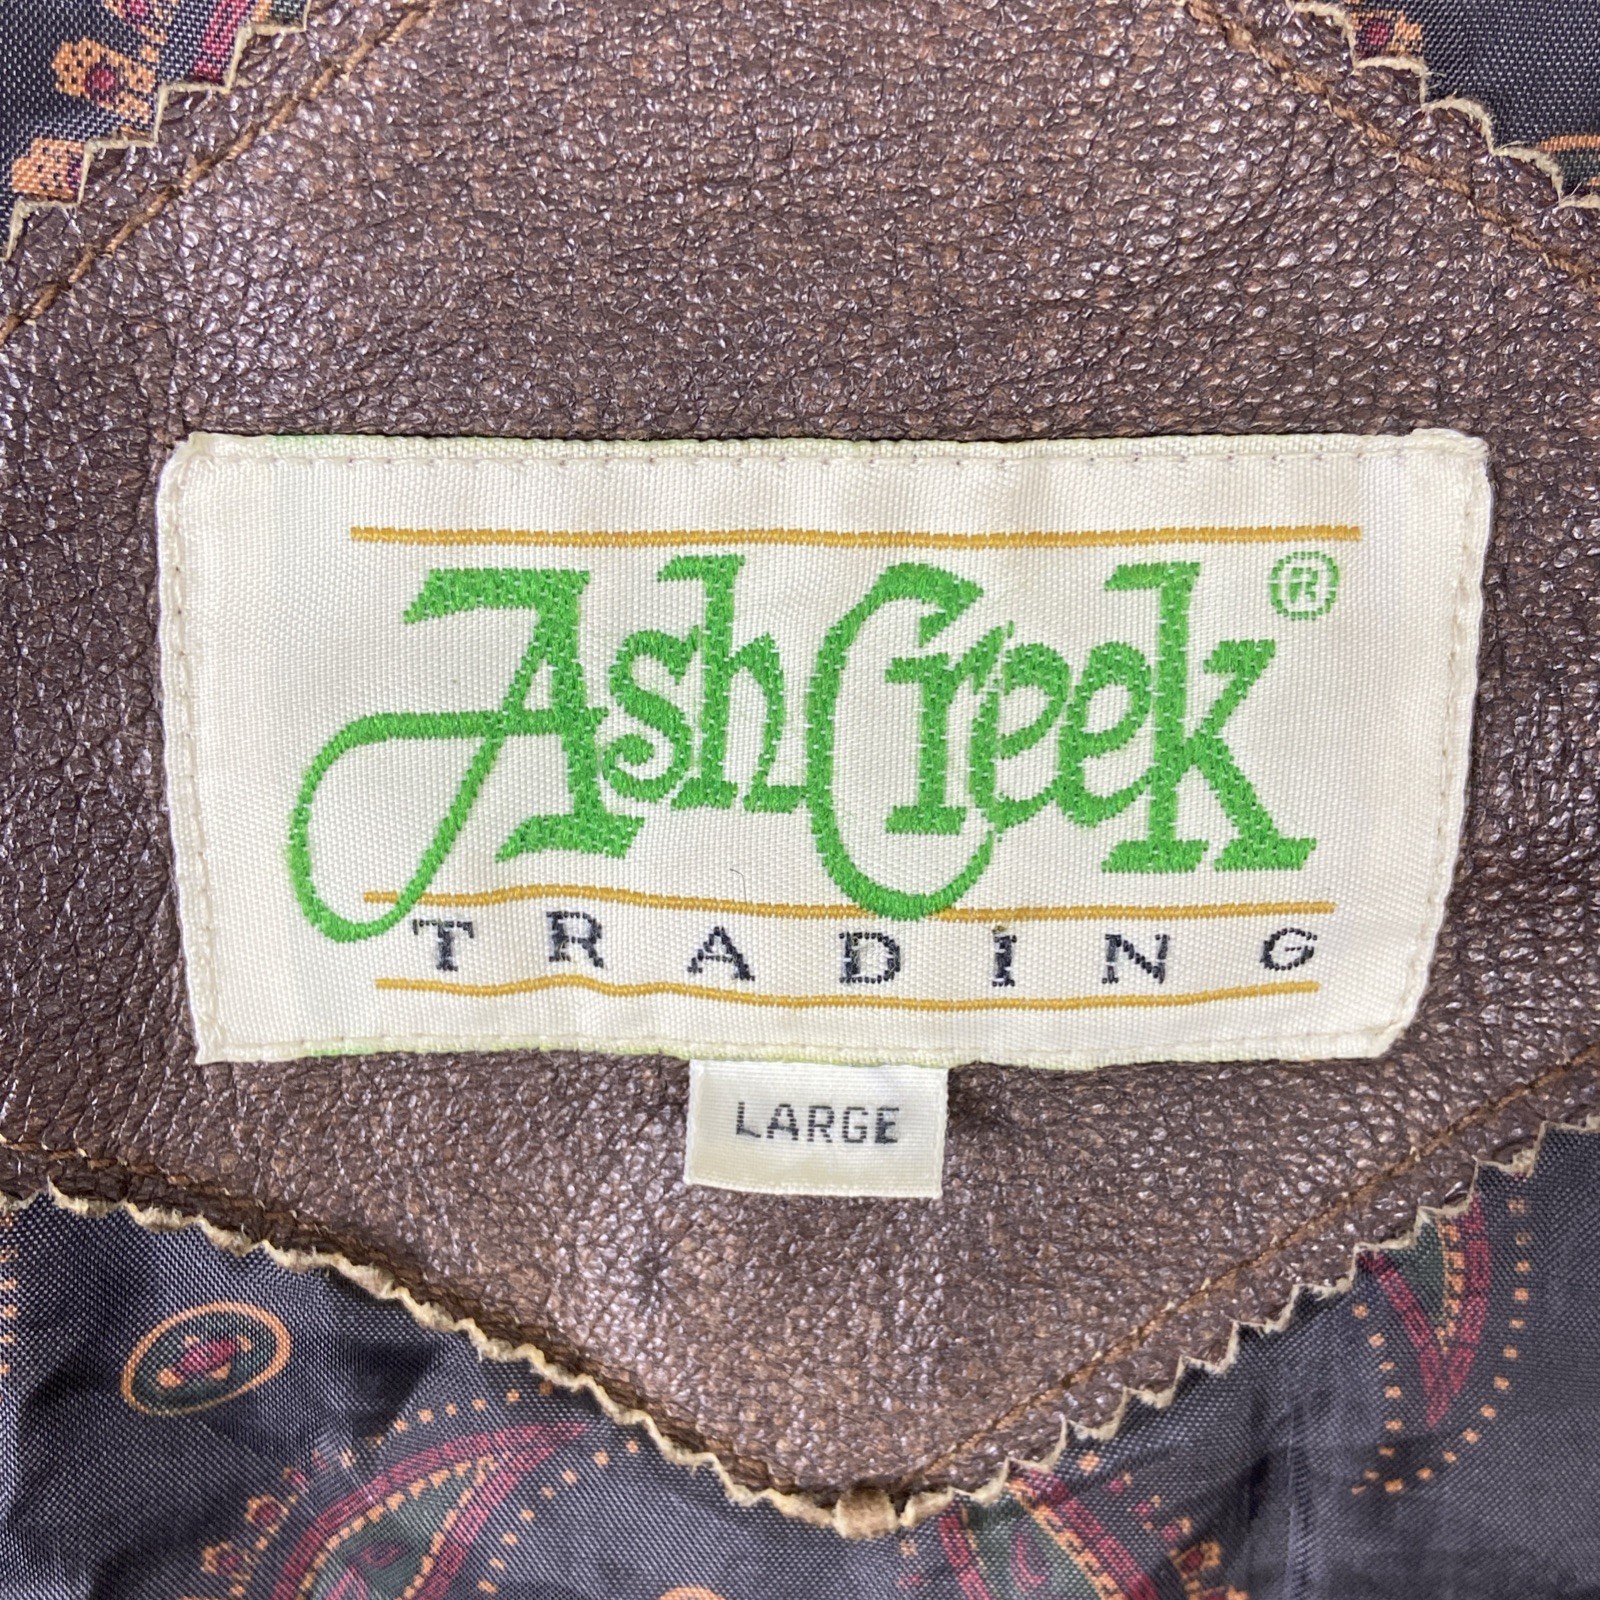 Ash Creek ®
TRADING
LARGE